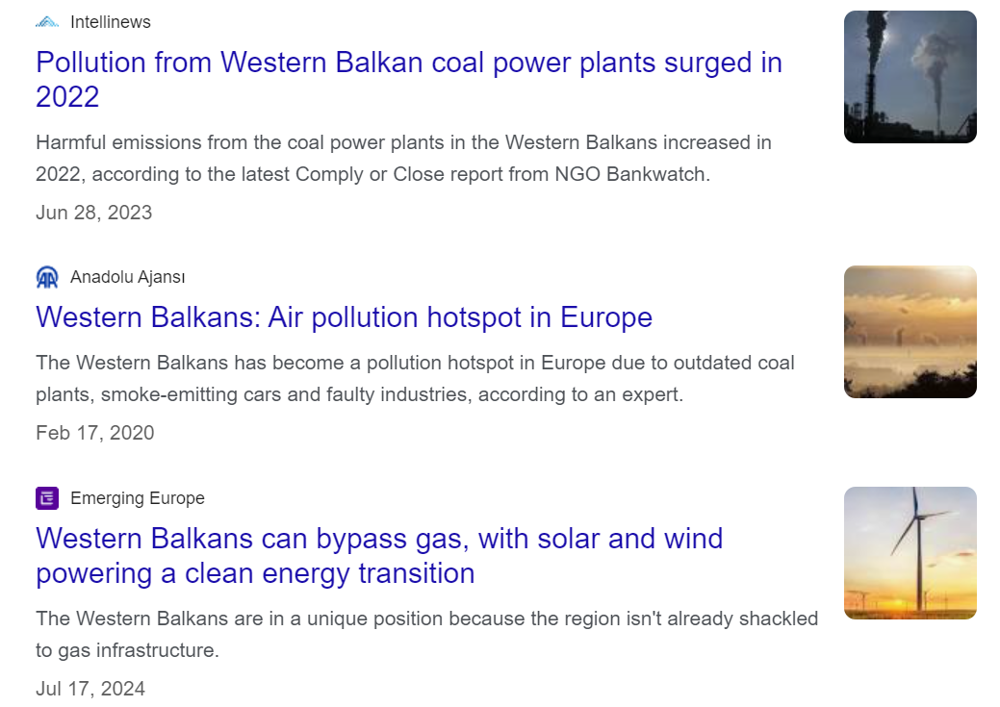 Intellinews
Pollution from Western Balkan coal power plants surged in
2022
Harmful emissions from the coal power plants in the Western Balkans increased in
2022, according to the latest Comply or Close report from NGO Bankwatch.
Jun 28, 2023
AA
Anadolu Ajansı
Western Balkans: Air pollution hotspot in Europe
The Western Balkans has become a pollution hotspot in Europe due to outdated coal
plants, smoke-emitting cars and faulty industries, according to an expert.
Feb 17, 2020
Emerging Europe
Western Balkans can bypass gas, with solar and wind
powering a clean energy transition
The Western Balkans are in a unique position because the region isn't already shackled
to gas infrastructure.
Jul 17, 2024